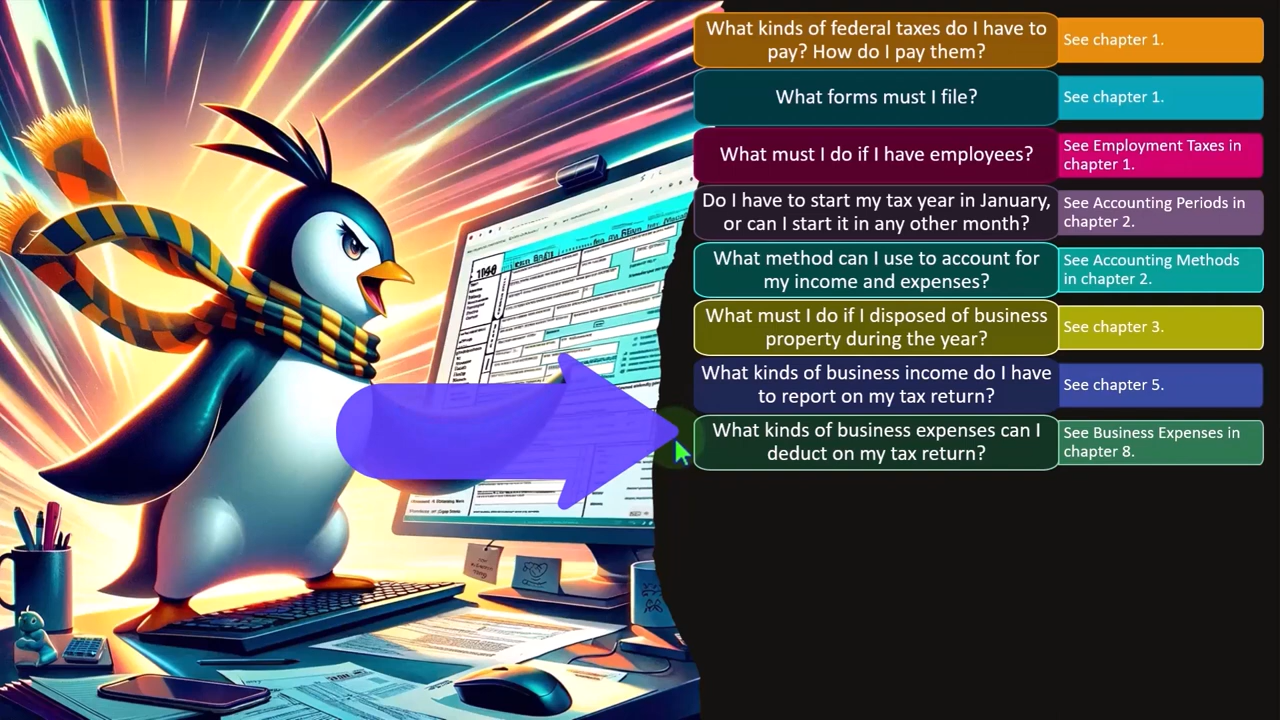 What kinds of federal taxes do I have to
pay? How do I pay them?
See chapter 1.
What forms must I file?
See chapter 1.
What must I do if I have employees?
See Employment Taxes in
chapter 1.
Do I have to start my tax year in January,
or can I start it in any other month?
See Accounting Periods in
chapter 2.
What method can I use to account for
my income and expenses?
See Accounting Methods
in chapter 2.
What must I do if I disposed of business
property during the year?
See chapter 3.
What kinds of business income do I have
to report on my tax return?
See chapter 5.
What kinds of business expenses can I
deduct on my tax return?
See Business Expenses in
chapter 8.
1040